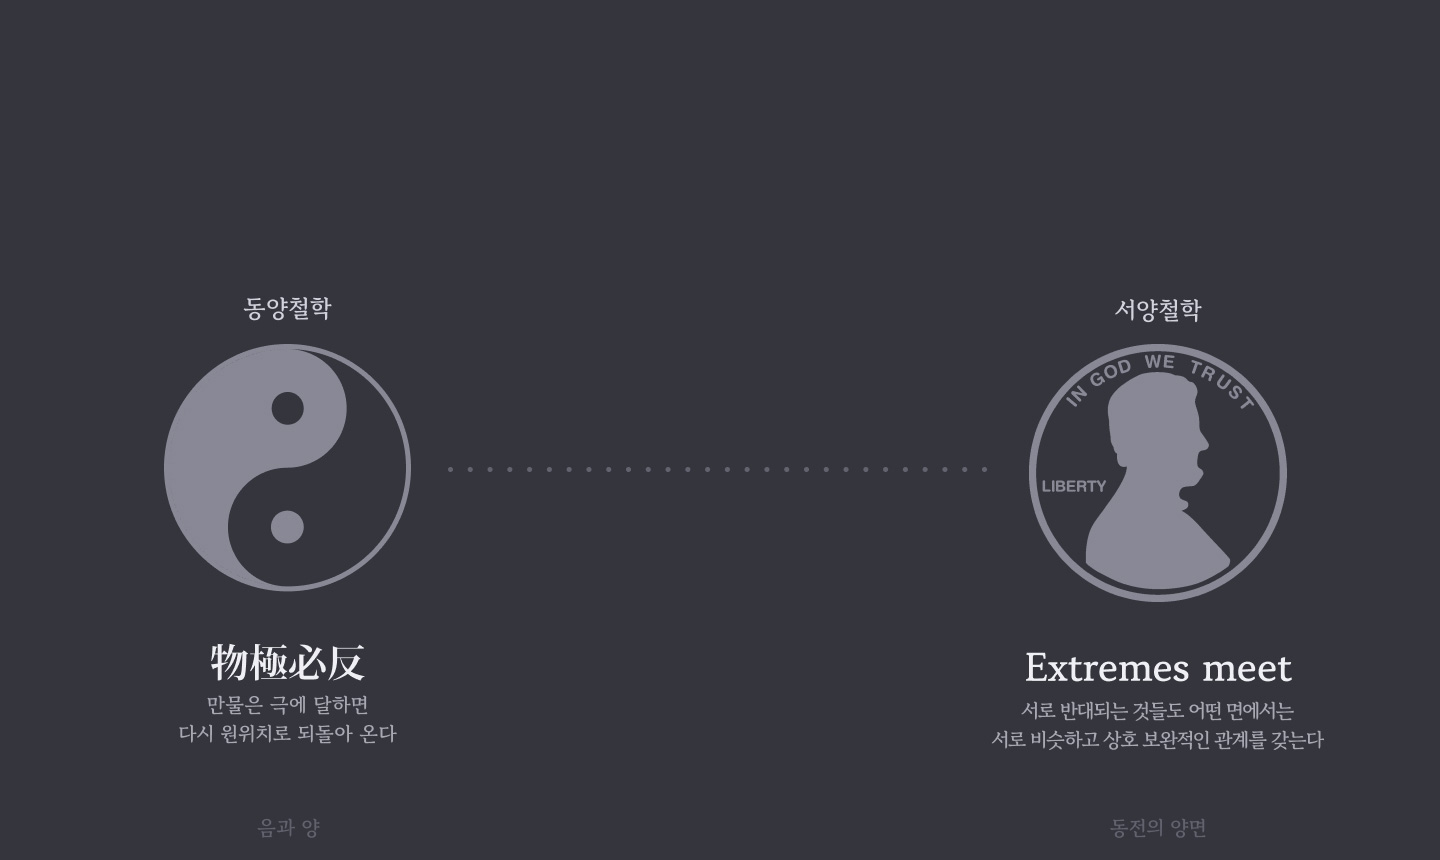 동양철학
서양철학
IN GOD WE TRUST
LIBERTY
物極必反
만물은 극에 달하면
다시 원위치로 되돌아 온다
Extremes meet
서로 반대되는 것들도 어떤 면에서는
서로 비슷하고 상호 보완적인 관계를 갖는다
음과 양
동전의 양면